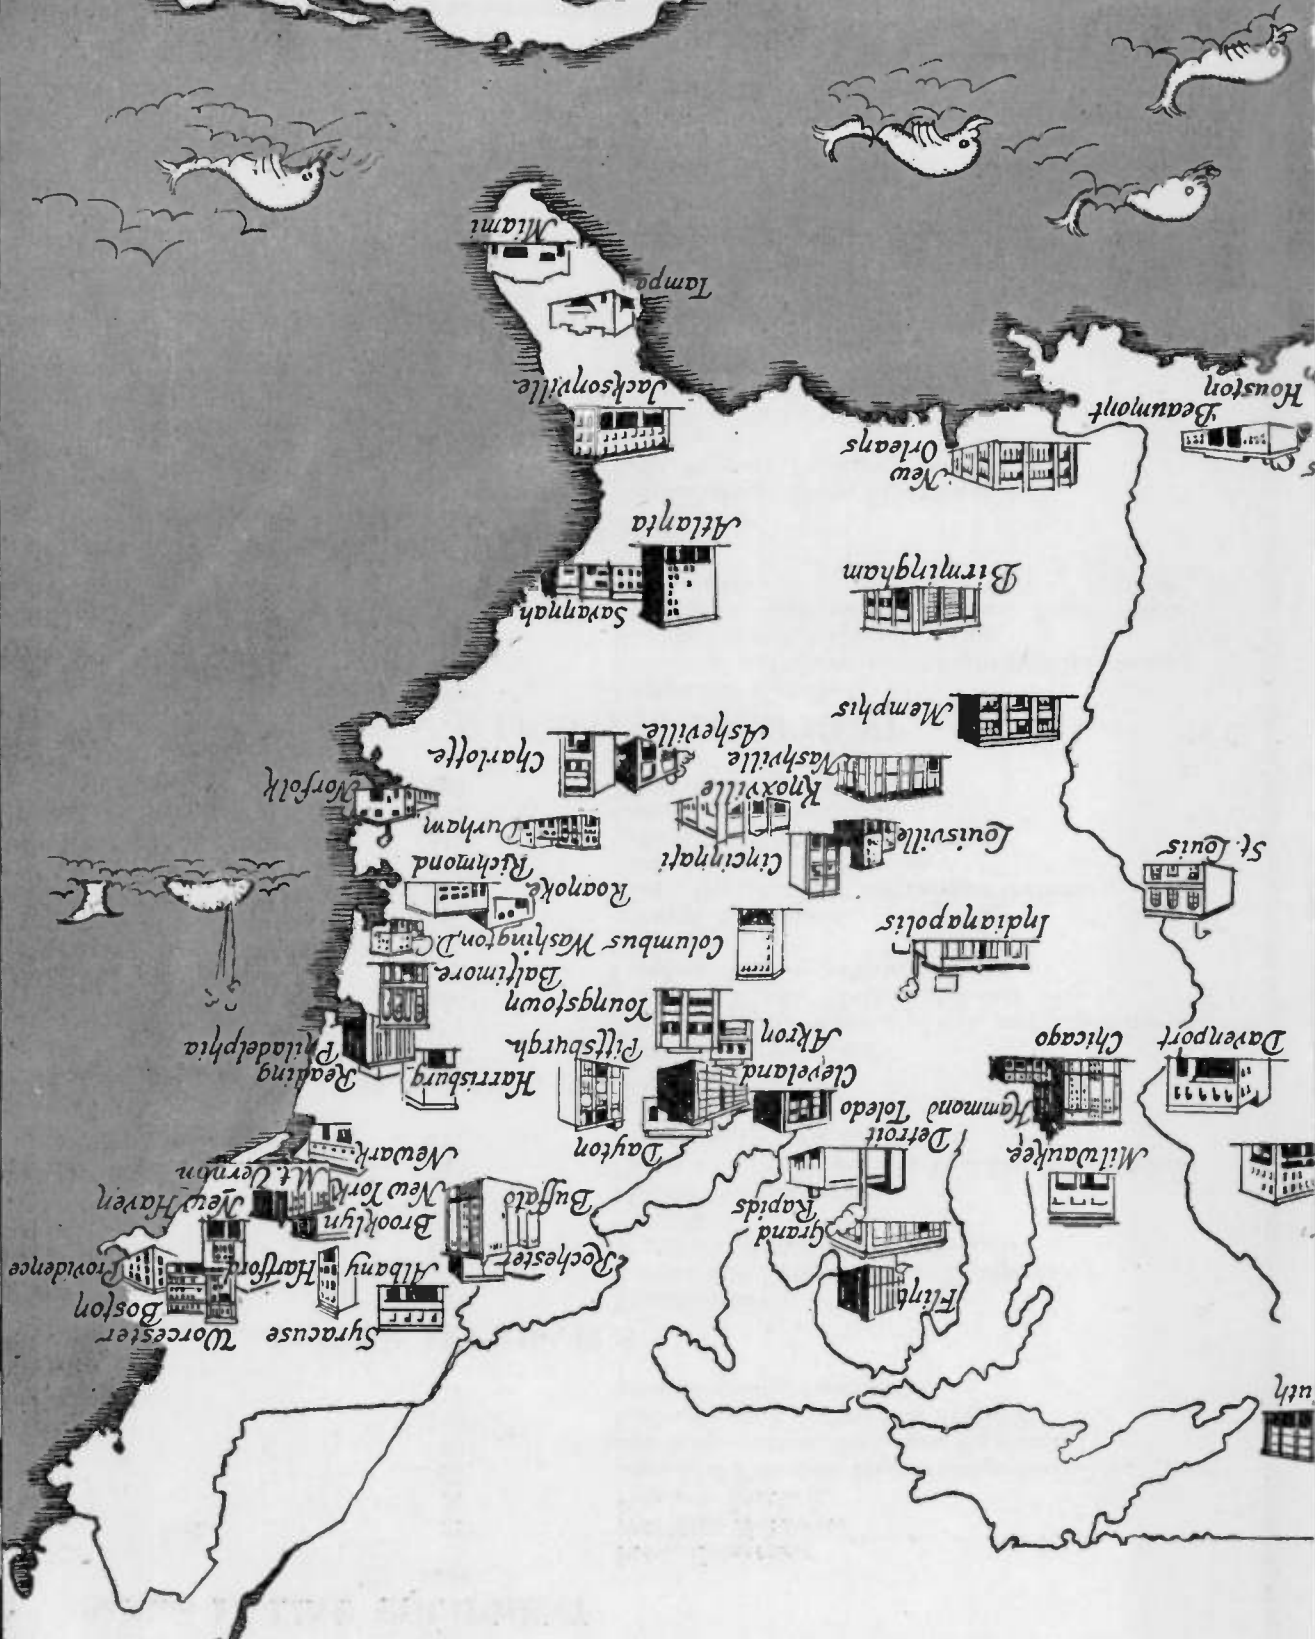 uth
Worcester
Syracuse
Boston
Flint
Providence
Hartford
Albany
Rochester
Brooklyn
Grand
Rapids
New Haven
New York
Buffalo
Mt. Vernon
Newark
Dayton
Detroit
Milwaukee
Reading
Harrisburg
Cleveland
Toledo
Hammond
Philadelphia
Pittsburgh
Akron
Chicago
Davenport
Youngstown
Baltimore
Washington, D.C.
Columbus
Indianapolis
Roanoke
Richmond
Cincinnati
Louisville
St. Louis
Durham
Norfolk
Knoxville
Nashville
Charlotte
Asheville
Memphis
Savannah
Birmingham
Atlanta
New
Orleans
Beaumont
Houston
Jacksonville
Tampa
Miami